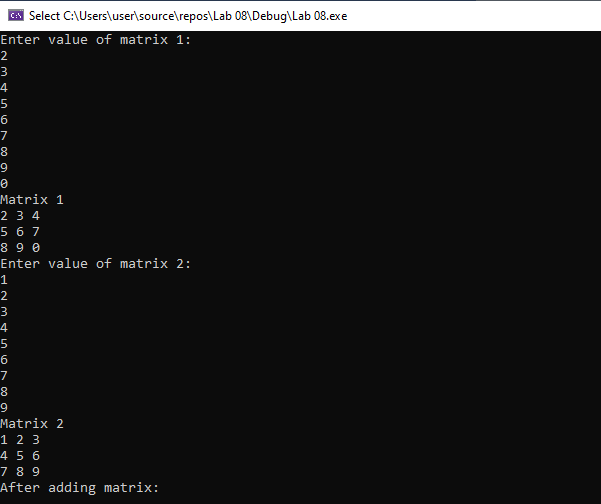 Select C:\Users\user\source\repos\Lab 08\Debug\Lab 08.exe
Enter value of matrix 1:
2
3
4
5
6
7
8
9
0
Matrix 1
2 3 4
5 6 7
8 9 0
Enter value of matrix 2:
1
2
3
4
5
6
7
8
9
Matrix 2
1 2 3
4 5 6
7 8 9
After adding matrix: